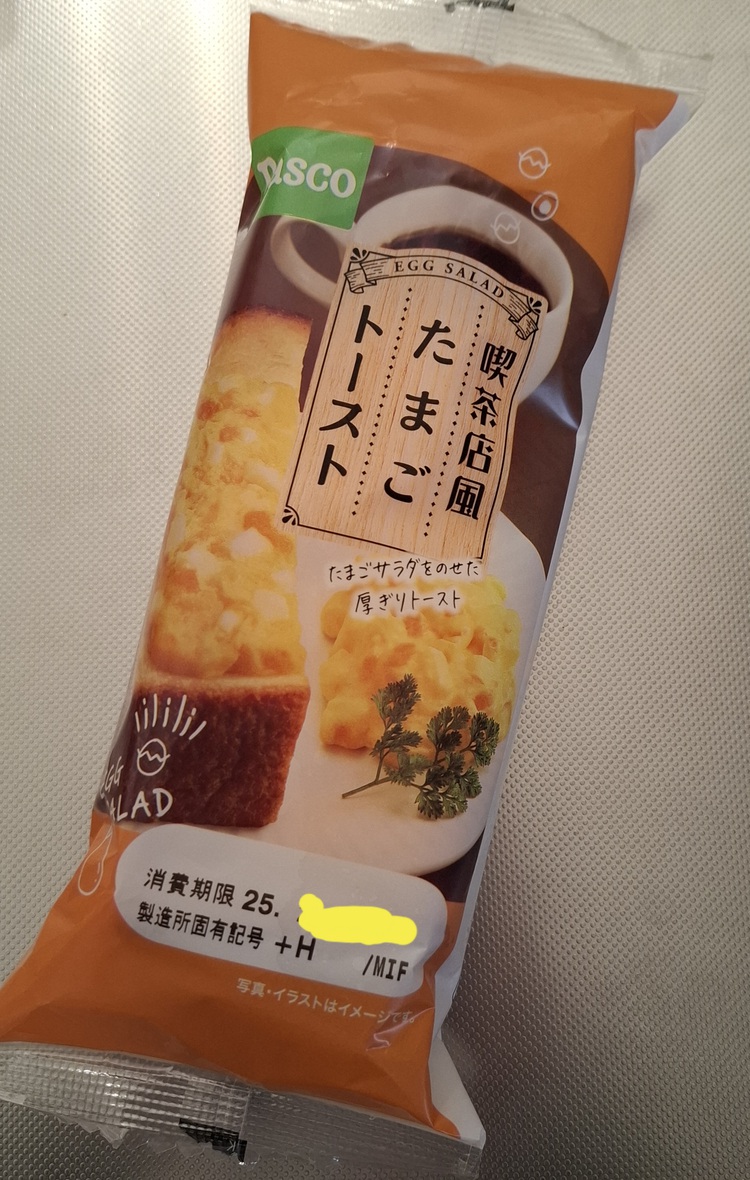 Pasco
EGG SALAD
喫茶店風
たまご
トースト
たまごサラダをのせた
厚ぎりトースト
EGG
SALAD
消費期限 25.
製造所固有記号 +H /MIF
写真・イラストはイメージです。